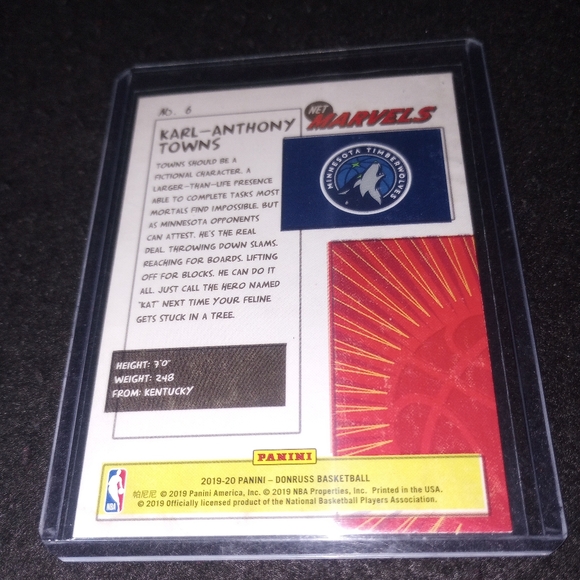 No. 6
NET
MARVELS
KARL-ANTHONY
TOWNS
MINNESOTA TIMBERWOLVES
TOWNS SHOULD BE A
FICTIONAL CHARACTER. A
LARGER-THAN-LIFE PRESENCE
ABLE TO COMPLETE TASKS MOST
MORTALS FIND IMPOSSIBLE. BUT
AS MINNESOTA OPPONENTS
CAN ATTEST, HE'S THE REAL
DEAL. THROWING DOWN SLAMS.
REACHING FOR BOARDS. LIFTING
OFF FOR BLOCKS. HE CAN DO IT
ALL. JUST CALL THE HERO NAMED
"KAT" NEXT TIME YOUR FELINE
GETS STUCK IN A TREE.
HEIGHT: 7'0"
WEIGHT: 248
FROM: KENTUCKY
PANINI
2019-20 PANINI – DONRUSS BASKETBALL
帕尼尼 © 2019 Panini America, Inc. © 2019 NBA Properties, Inc. Printed in the USA.
© 2019 Officially licensed product of the National Basketball Players Association.
NBA